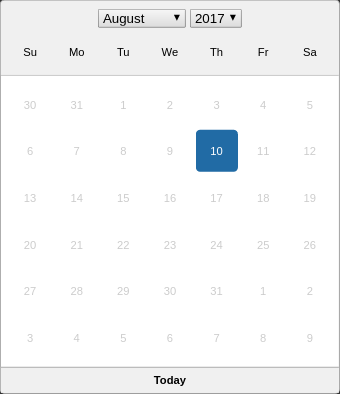 August 2017
Su Mo Tu We Th Fr Sa
30 31 1 2 3 4 5
6 7 8 9 10 11 12
13 14 15 16 17 18 19
20 21 22 23 24 25 26
27 28 29 30 31 1 2
3 4 5 6 7 8 9
Today